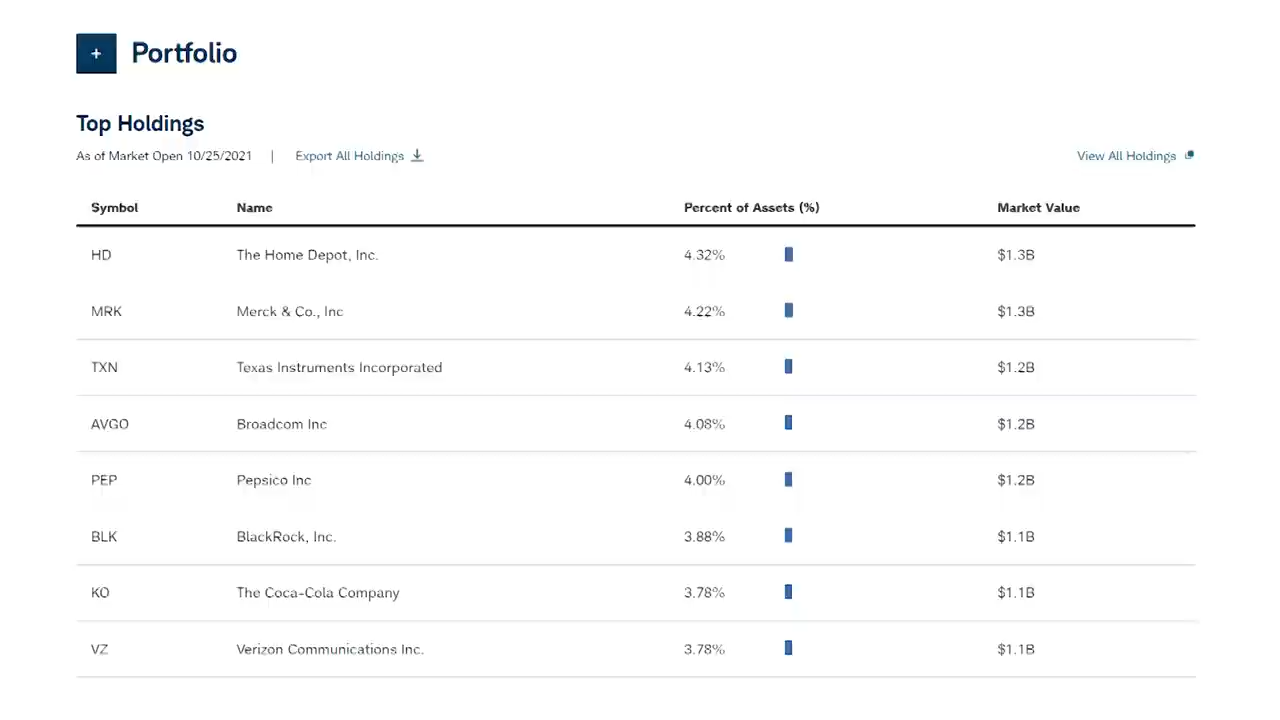 + Portfolio
Top Holdings
As of Market Open 10/25/2021 | Export All Holdings View All Holdings
Symbol Name Percent of Assets (%) Market Value
HD The Home Depot, Inc. 4.32% $1.3B
MRK Merck & Co., Inc 4.22% $1.3B
TXN Texas Instruments Incorporated 4.13% $1.2B
AVGO Broadcom Inc 4.08% $1.2B
PEP Pepsico Inc 4.00% $1.2B
BLK BlackRock, Inc. 3.88% $1.1B
KO The Coca-Cola Company 3.78% $1.1B
VZ Verizon Communications Inc. 3.78% $1.1B